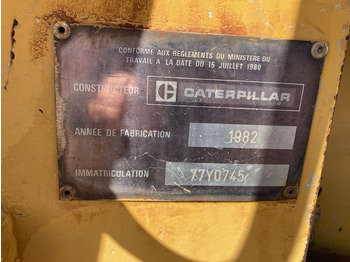 CONFORME AUX REGLEMENTS DU MINISTERE DU
TRAVAIL A LA DATE DU 15 JUILLET 1980
CONSTRUCTEUR C CATERPILLAR
ANNÉE DE FABRICATION 1982
IMMATRICULATION